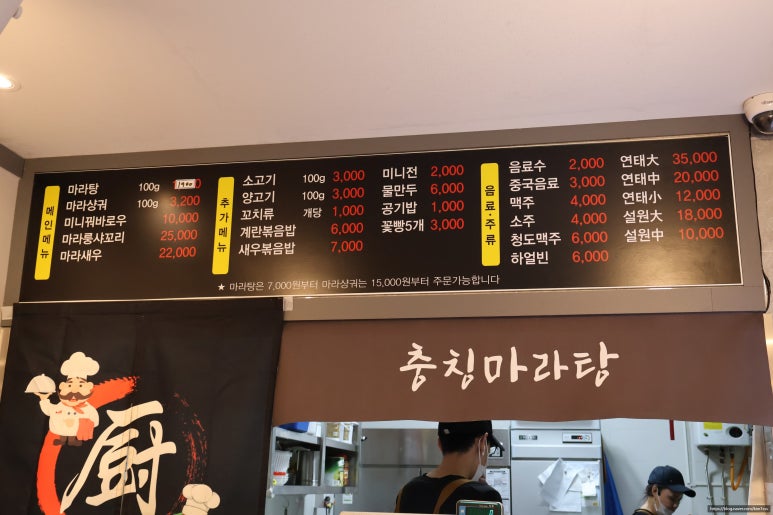 메인메뉴
마라탕 100g 1,900
마라샹궈 100g 3,200
미니꿔바로우 10,000
마라룽샤꼬리 25,000
마라새우 22,000
추가메뉴
소고기 100g 3,000
양고기 100g 3,000
꼬치류 개당 1,000
계란볶음밥 6,000
새우볶음밥 7,000
미니전 2,000
물만두 6,000
공기밥 1,000
꽃빵5개 3,000
음료·주류
음료수 2,000
중국음료 3,000
맥주 4,000
소주 4,000
청도맥주 6,000
하얼빈 6,000
연태大 35,000
연태中 20,000
연태小 12,000
설원大 18,000
설원中 10,000
★ 마라탕은 7,000원부터 마라샹궈는 15,000원부터 주문가능합니다
충칭마라탕
厨